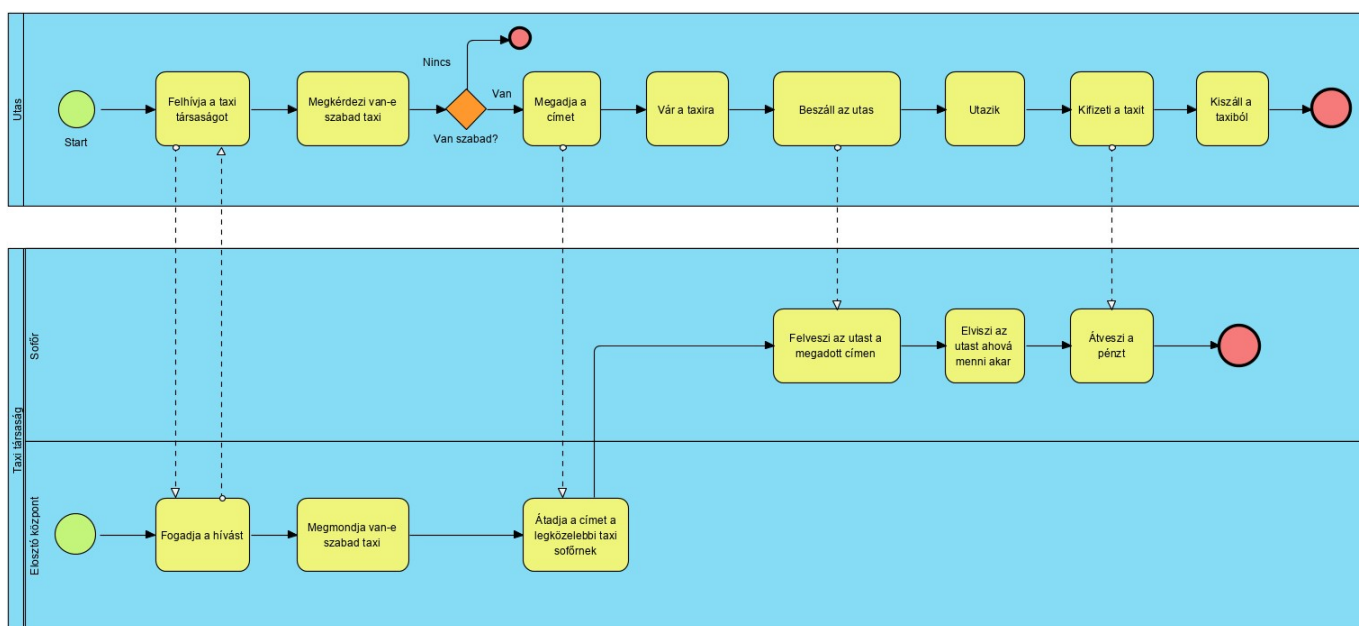 Utas
Start
Felhívja a taxi
társaságot
Megkérdezi van-e
szabad taxi
Nincs
Van szabad?
Van
Megadja a
címet
Vár a taxira
Beszáll az utas
Utazik
Kifizeti a taxit
Kiszáll a
taxiból
Taxi társaság
Sofőr
Felveszi az utast a
megadott címen
Elviszi az
utast ahová
menni akar
Átveszi a
pénzt
Elosztó központ
Fogadja a hívást
Megmondja van-e
szabad taxi
Átadja a címet a
legközelebbi taxi
sofőrnek